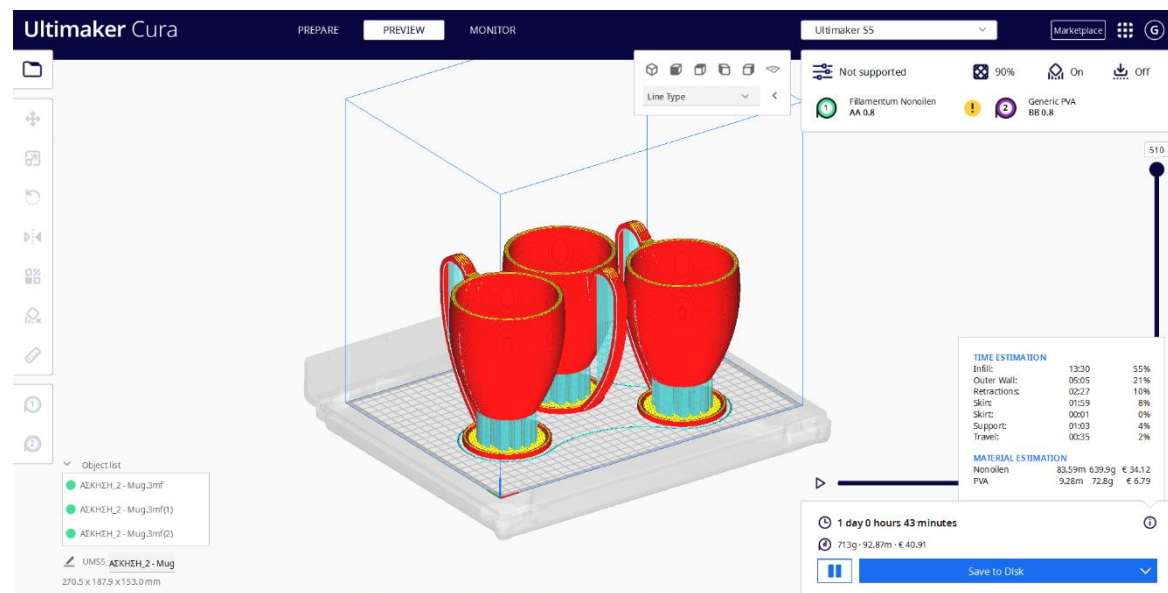 Ultimaker Cura
PREPARE PREVIEW MONITOR
Ultimaker S5
Marketplace
G
Line Type
Not supported 90% On Off
1 Fillamentum Nonoilen
AA 0.8
! 2 Generic PVA
BB 0.8
510
TIME ESTIMATION
Infill: 13:30 55%
Outer Wall: 05:05 21%
Retractions: 02:27 10%
Skin: 01:59 8%
Skirt: 00:01 0%
Support: 01:03 4%
Travel: 00:35 2%
MATERIAL ESTIMATION
Nonoilen 83.59m 639.9g € 34.12
PVA 9.28m 72.8g € 6.79
1
2
Object list
ΑΣΚΗΣΗ_2 - Mug.3mf
ΑΣΚΗΣΗ_2 - Mug.3mf(1)
ΑΣΚΗΣΗ_2 - Mug.3mf(2)
UMS5_ΑΣΚΗΣΗ_2 - Mug
270.5 x 187.9 x 153.0 mm
1 day 0 hours 43 minutes
713g · 92.87m · € 40.91
Save to Disk